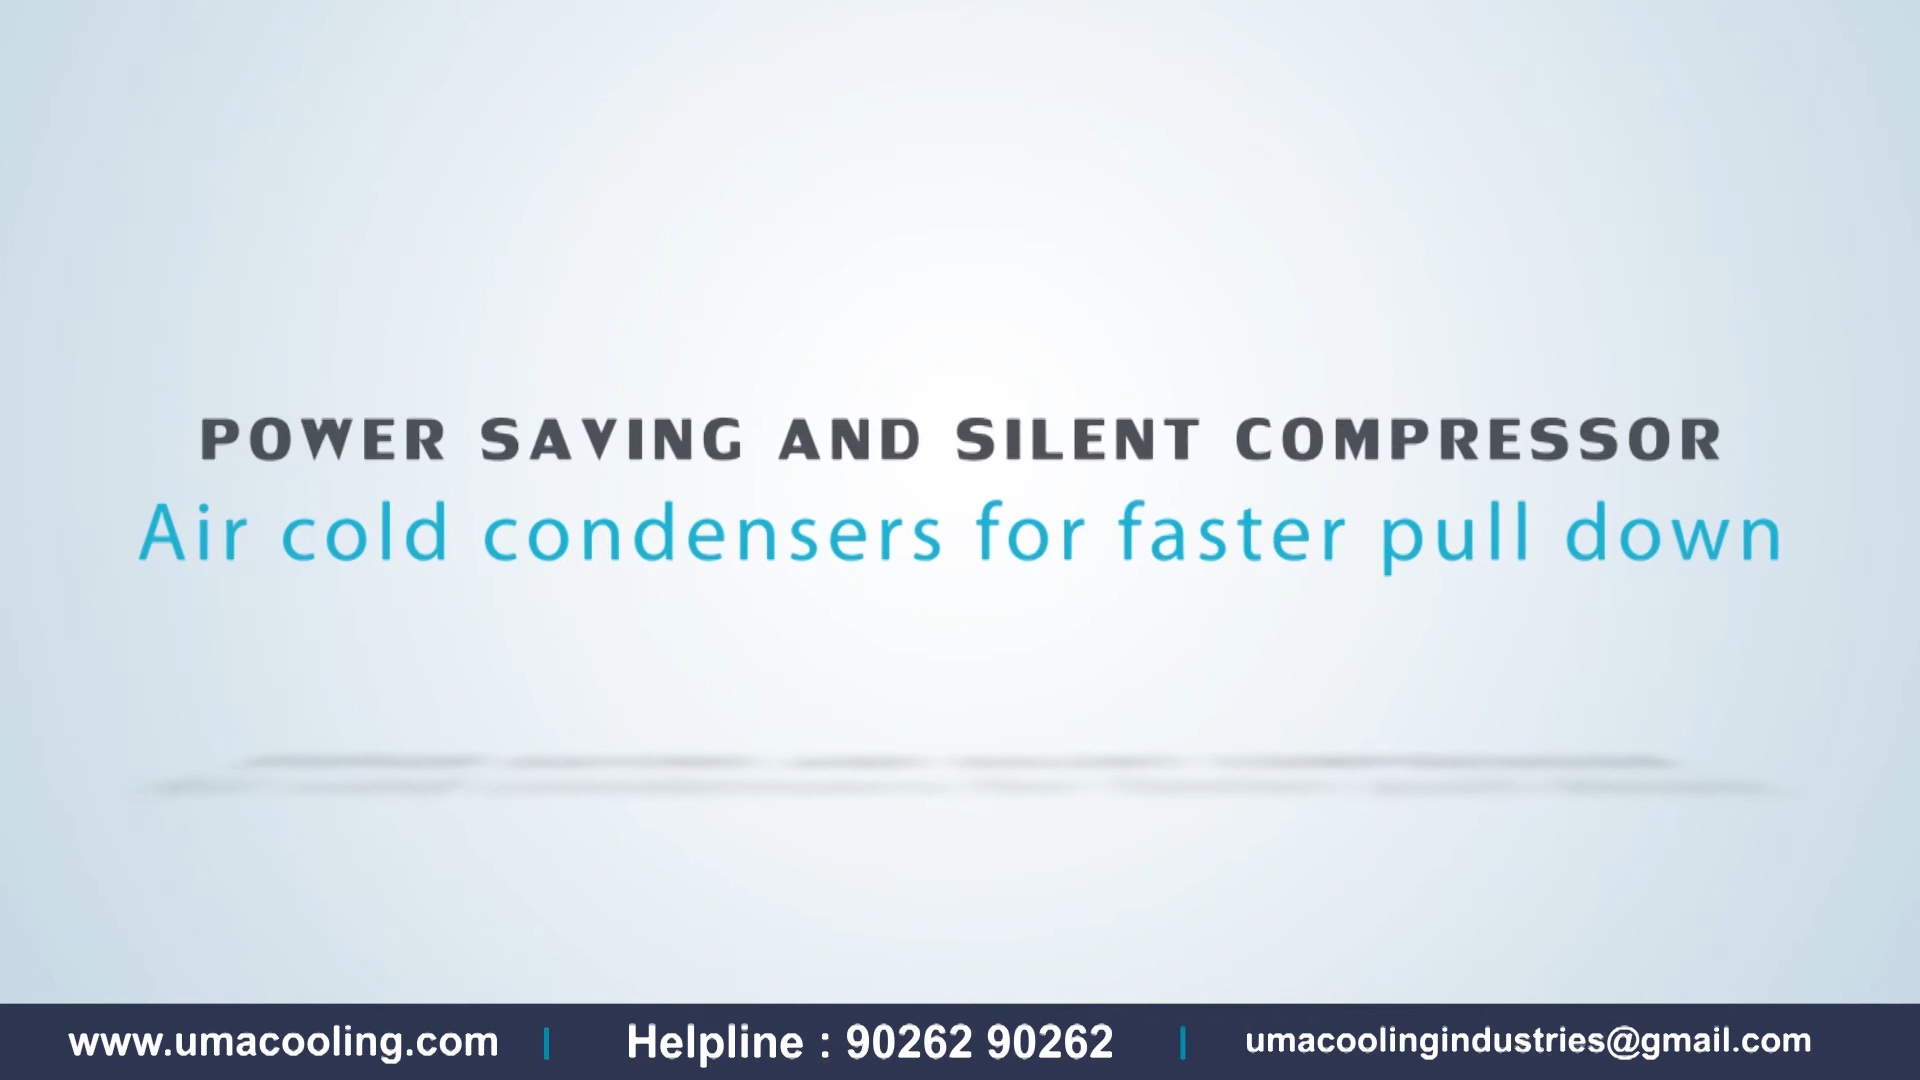 POWER SAVING AND SILENT COMPRESSOR
Air cold condensers for faster pull down
www.umacooling.com | Helpline : 90262 90262 | umacoolingindustries@gmail.com